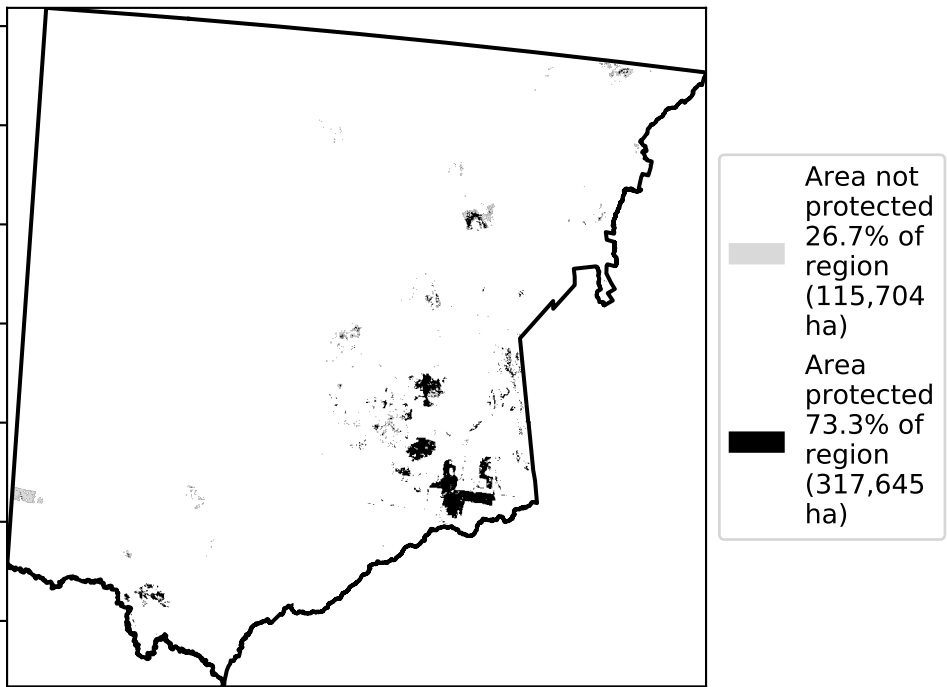 Area not
protected
26.7% of
region
(115,704
ha)
Area
protected
73.3% of
region
(317,645
ha)